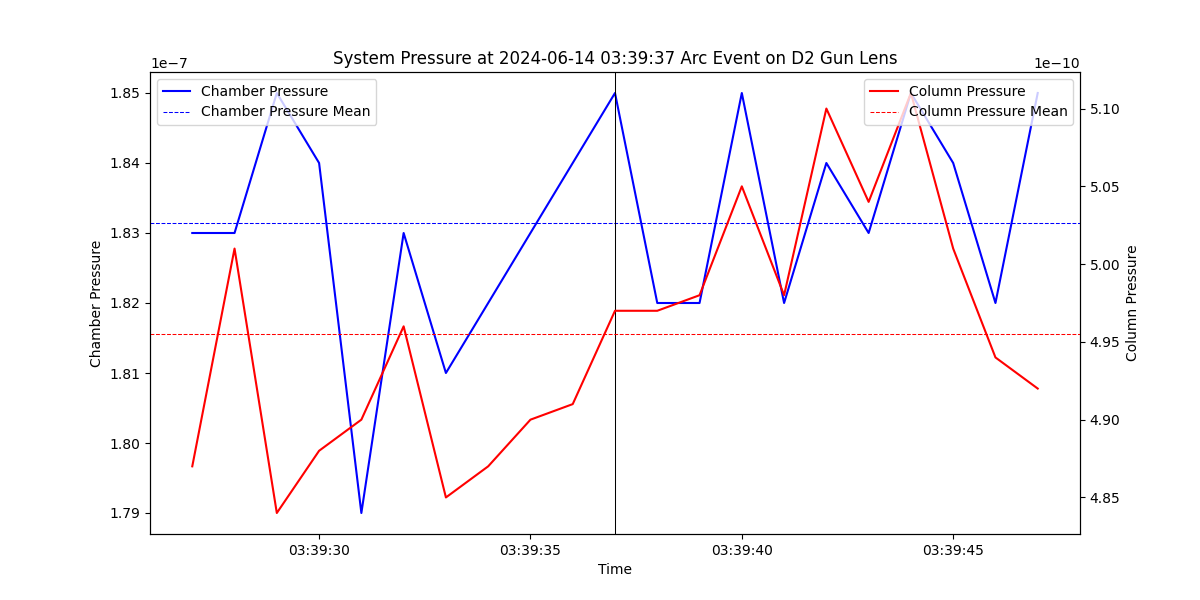 System Pressure at 2024-06-14 03:39:37 Arc Event on D2 Gun Lens
1e−7
1e−10
Chamber Pressure
Chamber Pressure Mean
Column Pressure
Column Pressure Mean
1.85
1.84
1.83
1.82
1.81
1.80
1.79
Chamber Pressure
5.10
5.05
5.00
4.95
4.90
4.85
Column Pressure
03:39:30
03:39:35
03:39:40
03:39:45
Time